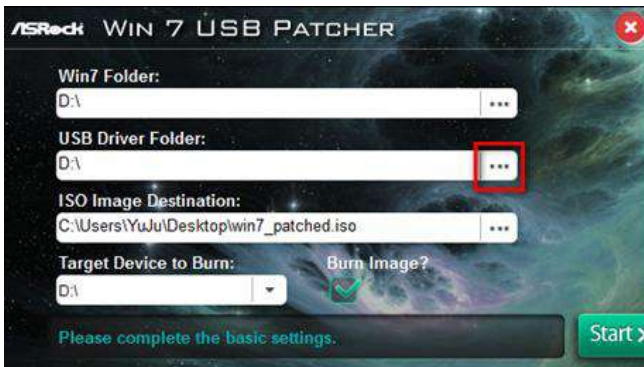 ASRock WIN 7 USB PATCHER
Win7 Folder:
D:\
USB Driver Folder:
D:\
ISO Image Destination:
C:\Users\YuJu\Desktop\win7_patched.iso
Target Device to Burn: Burn Image?
D:\
Please complete the basic settings.
Start